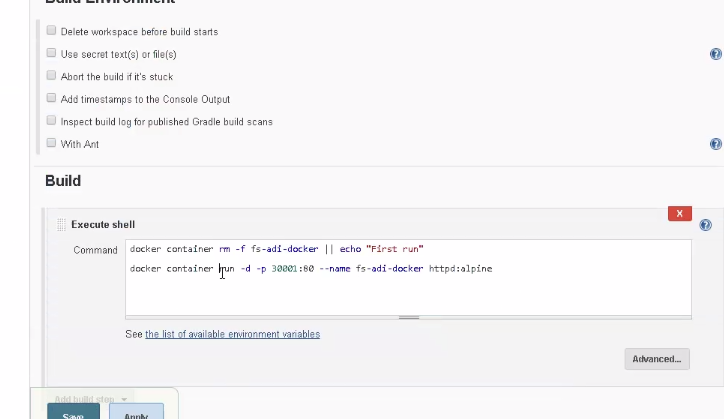 Build Environment
Delete workspace before build starts
Use secret text(s) or file(s)
Abort the build if it's stuck
Add timestamps to the Console Output
Inspect build log for published Gradle build scans
With Ant
Build
X
Execute shell
Command
docker container rm -f fs-adi-docker || echo "First run"
docker container run -d -p 30001:80 --name fs-adi-docker httpd:alpine
See the list of available environment variables
Advanced...
Add build step
Save Apply